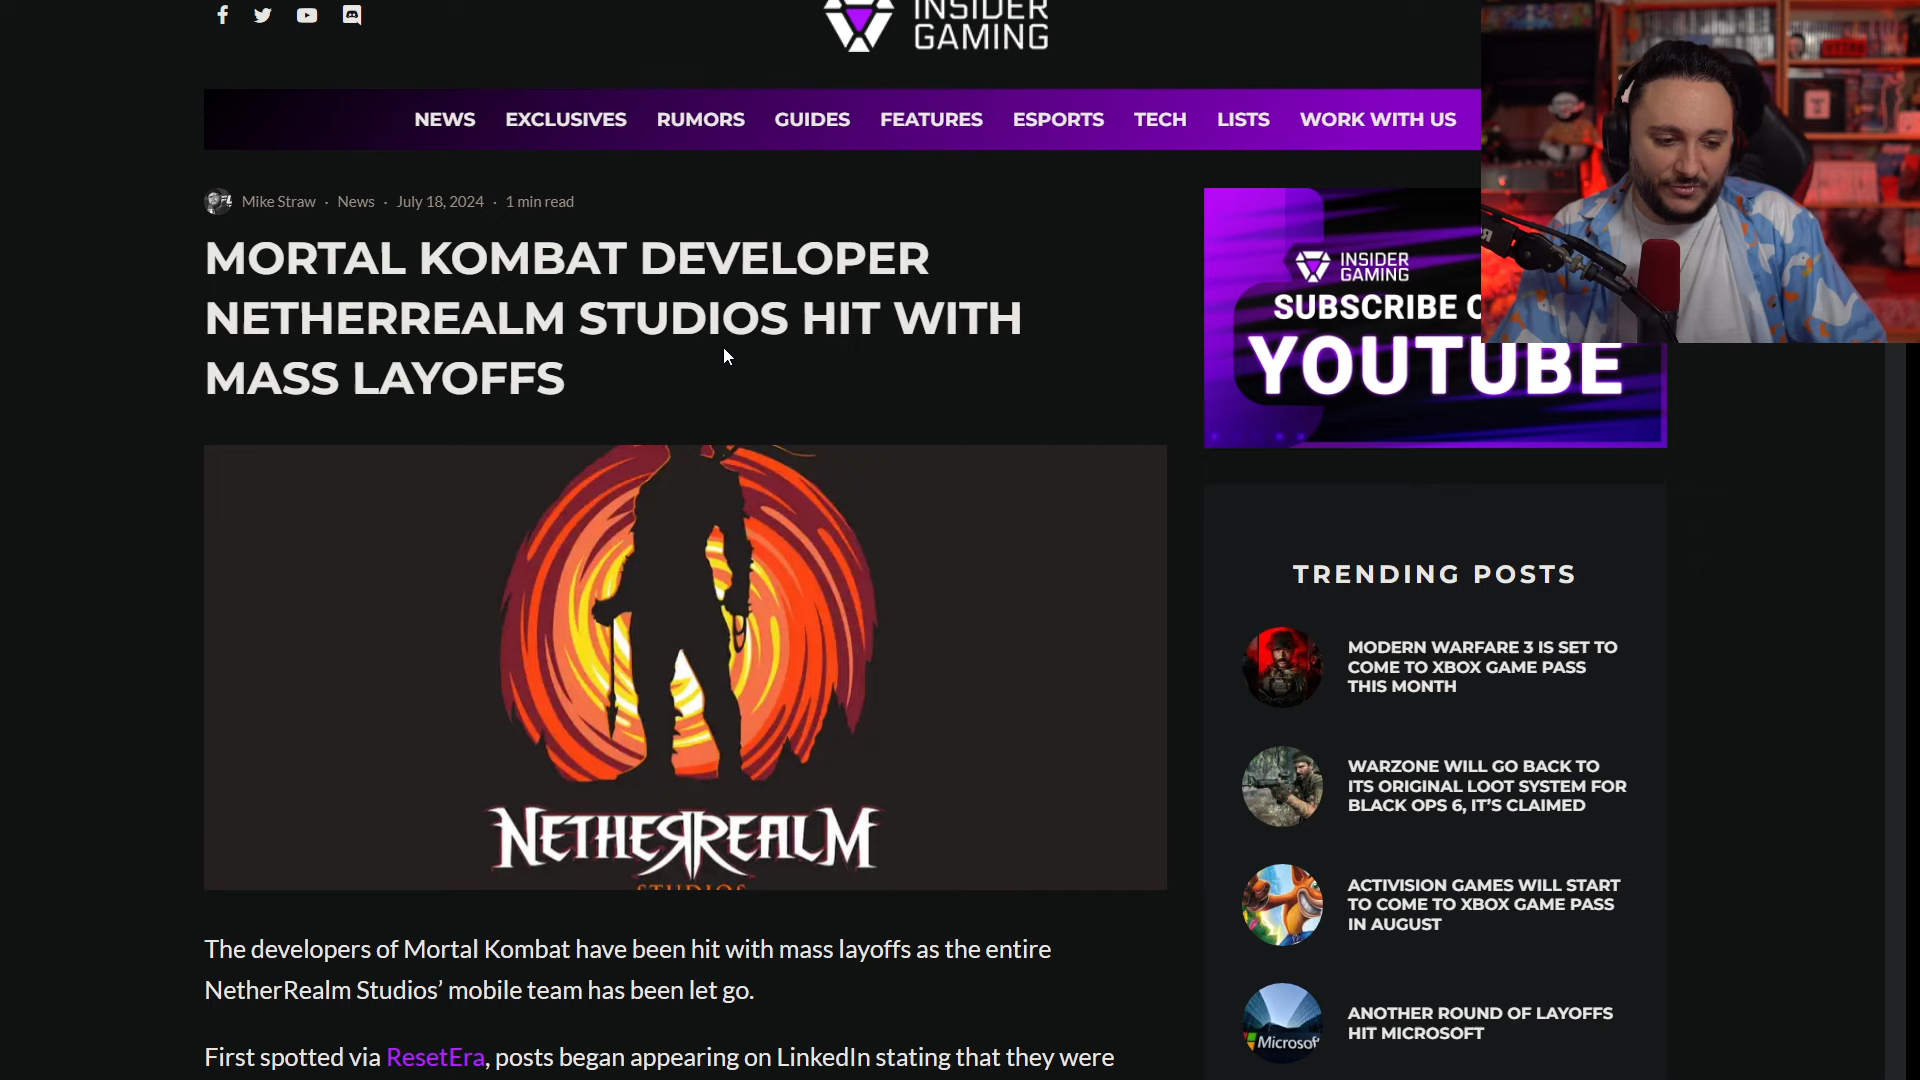 INSIDER
GAMING
NEWS EXCLUSIVES RUMORS GUIDES FEATURES ESPORTS TECH LISTS WORK WITH US
Mike Straw · News · July 18, 2024 · 1 min read
MORTAL KOMBAT DEVELOPER
NETHERREALM STUDIOS HIT WITH
MASS LAYOFFS
NETHERREALM
STUDIOS
The developers of Mortal Kombat have been hit with mass layoffs as the entire
NetherRealm Studios’ mobile team has been let go.
First spotted via ResetEra, posts began appearing on LinkedIn stating that they were
INSIDER
GAMING
SUBSCRIBE
YOUTUBE
TRENDING POSTS
MODERN WARFARE 3 IS SET TO
COME TO XBOX GAME PASS
THIS MONTH
WARZONE WILL GO BACK TO
ITS ORIGINAL LOOT SYSTEM FOR
BLACK OPS 6, IT’S CLAIMED
ACTIVISION GAMES WILL START
TO COME TO XBOX GAME PASS
IN AUGUST
Microsof
ANOTHER ROUND OF LAYOFFS
HIT MICROSOFT